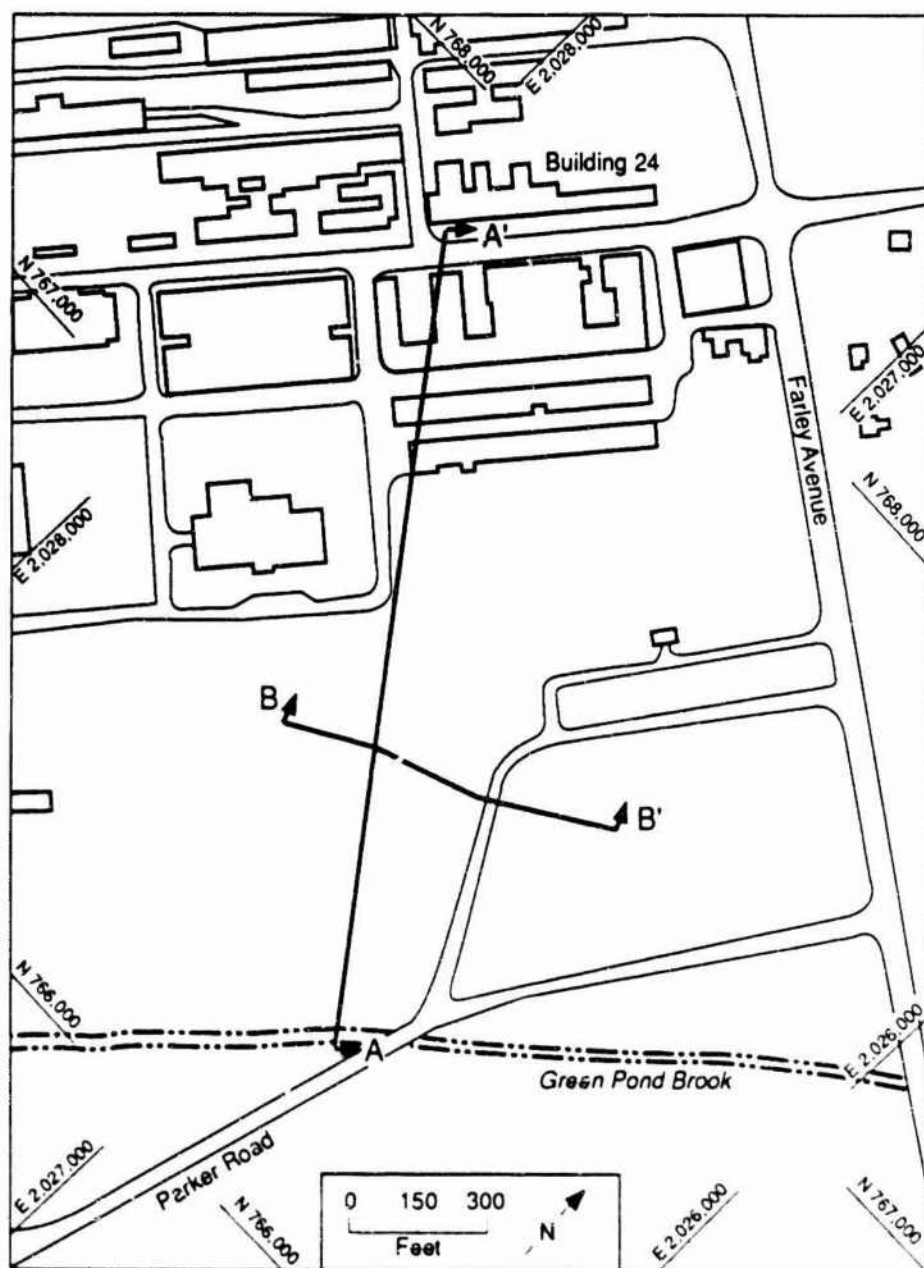 N 768,000
E 2,028,000
Building 24
A'
N 767,000
E 2,027,000
Farley Avenue
N 768,000
E 2,028,000
B
B'
N 766,000
A
E 2,026,000
Green Pond Brook
E 2,027,000
Parker Road
N 766,000
0 150 300
Feet
N
E 2,026,000
N 767,000